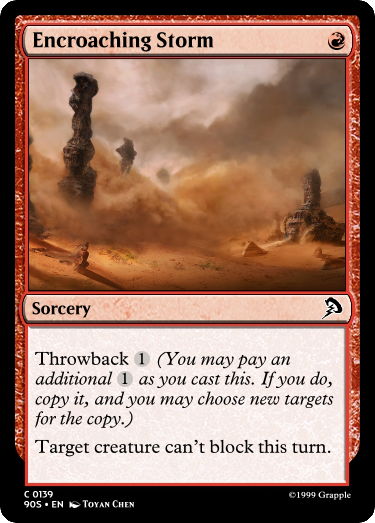 Encroaching Storm
Sorcery
Throwback 1 (You may pay an
additional 1 as you cast this. If you do,
copy it, and you may choose new targets
for the copy.)
Target creature can't block this turn.
C 0139
90S • EN Toyan Chen
©1999 Grapple